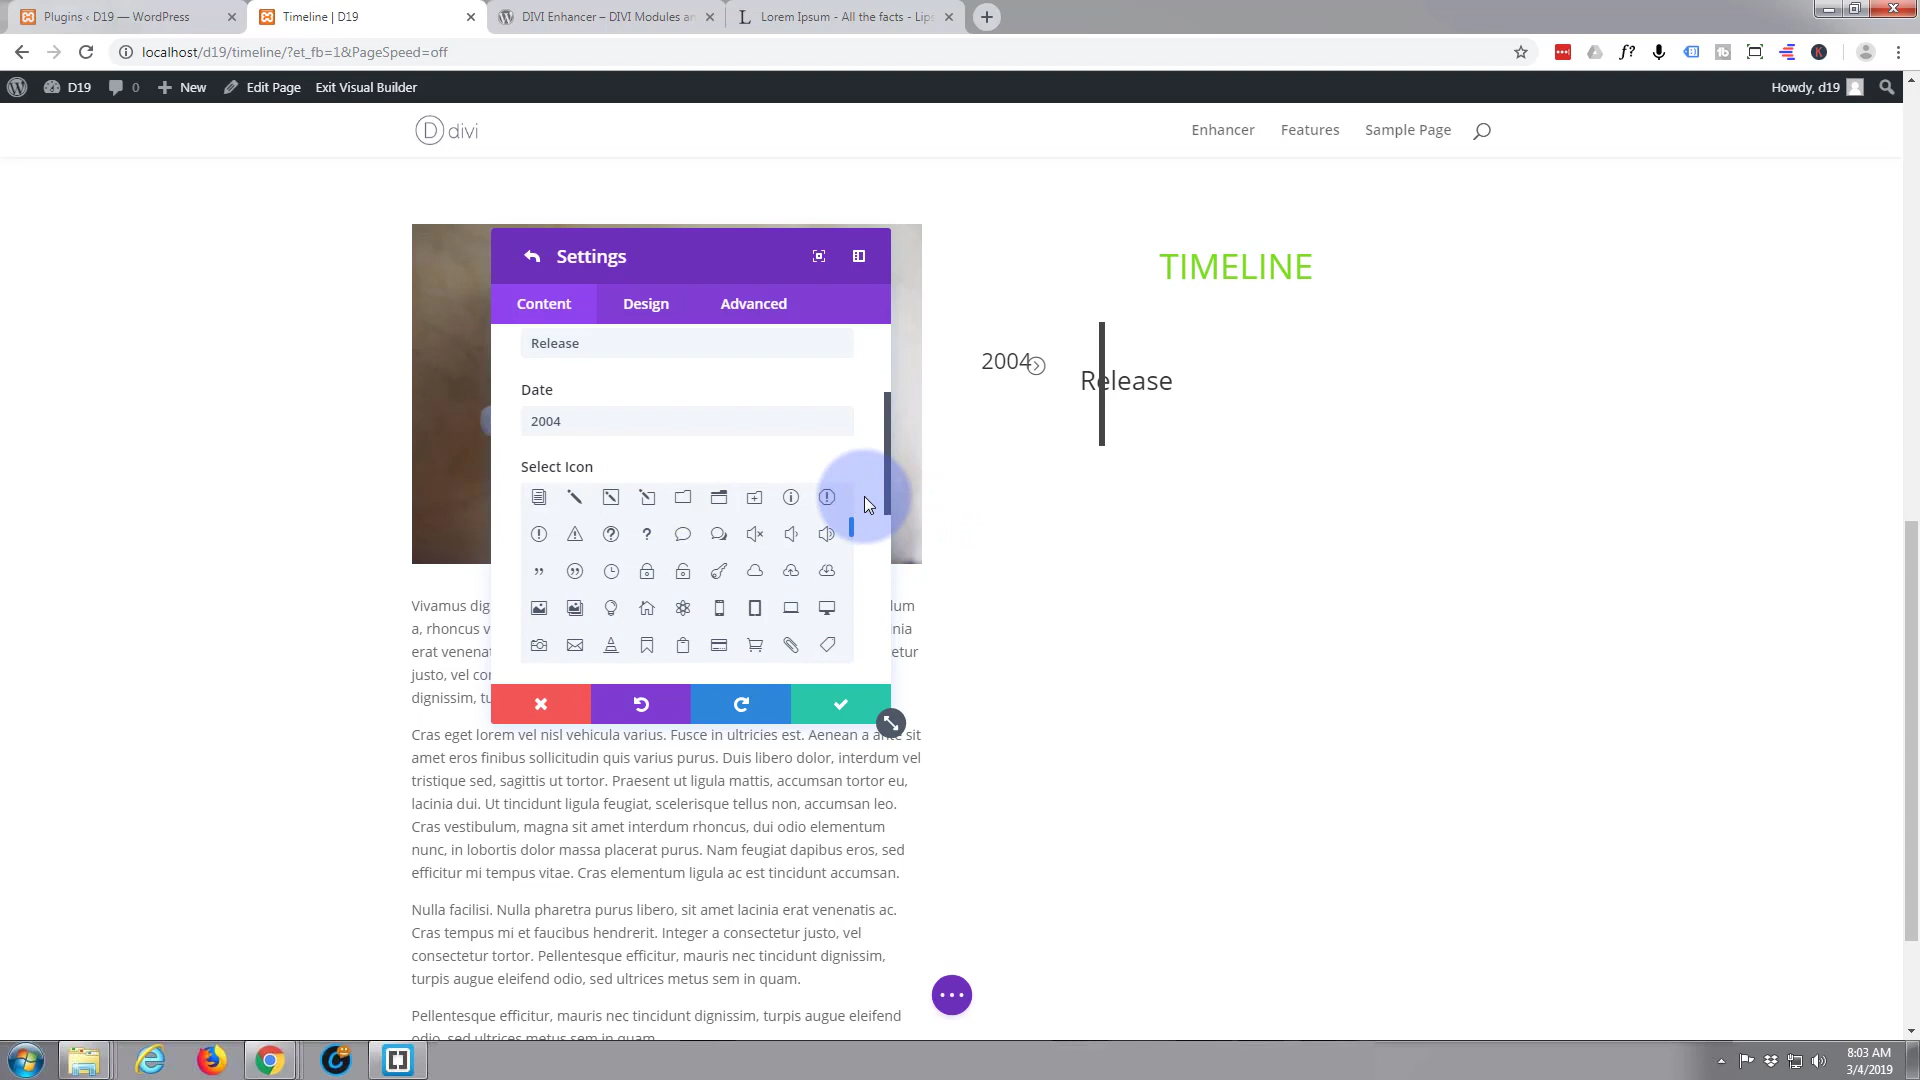 Plugins ‹ D19 — WordPress
Timeline | D19
DIVI Enhancer – DIVI Modules an
Lorem Ipsum - All the facts - Lips
localhost/d19/timeline/?et_fb=1&PageSpeed=off
D19
0
New
Edit Page
Exit Visual Builder
Howdy, d19
divi
Enhancer
Features
Sample Page
Settings
Content
Design
Advanced
Release
Date
2004
Select Icon
TIMELINE
2004
Release
Vivamus dig
a, rhoncus v
erat venenat
justo, vel con
dignissim, tu
Cras eget lorem vel nisl vehicula varius. Fusce in ultricies est. Aenean a ante sit
amet eros finibus sollicitudin quis varius purus. Duis libero dolor, interdum vel
tristique sed, sagittis ut tortor. Praesent ut ligula mattis, accumsan tortor eu,
lacinia dui. Ut tincidunt ligula feugiat, scelerisque tellus non, accumsan leo.
Cras vestibulum, magna sit amet interdum rhoncus, dui odio elementum
nunc, in lobortis dolor massa placerat purus. Nam feugiat dapibus eros, sed
efficitur mi tempus vitae. Cras elementum ligula ac est tincidunt accumsan.
Nulla facilisi. Nulla pharetra purus libero, sit amet lacinia erat venenatis ac.
Cras tempus mi et faucibus hendrerit. Integer a consectetur justo, vel
consectetur tortor. Pellentesque efficitur, mauris nec tincidunt dignissim,
turpis augue eleifend odio, sed ultrices metus sem in quam.
Pellentesque efficitur, mauris nec tincidunt dignissim, turpis augue eleifend
odio, sed ultrices metus sem in quam
8:03 AM
3/4/2019